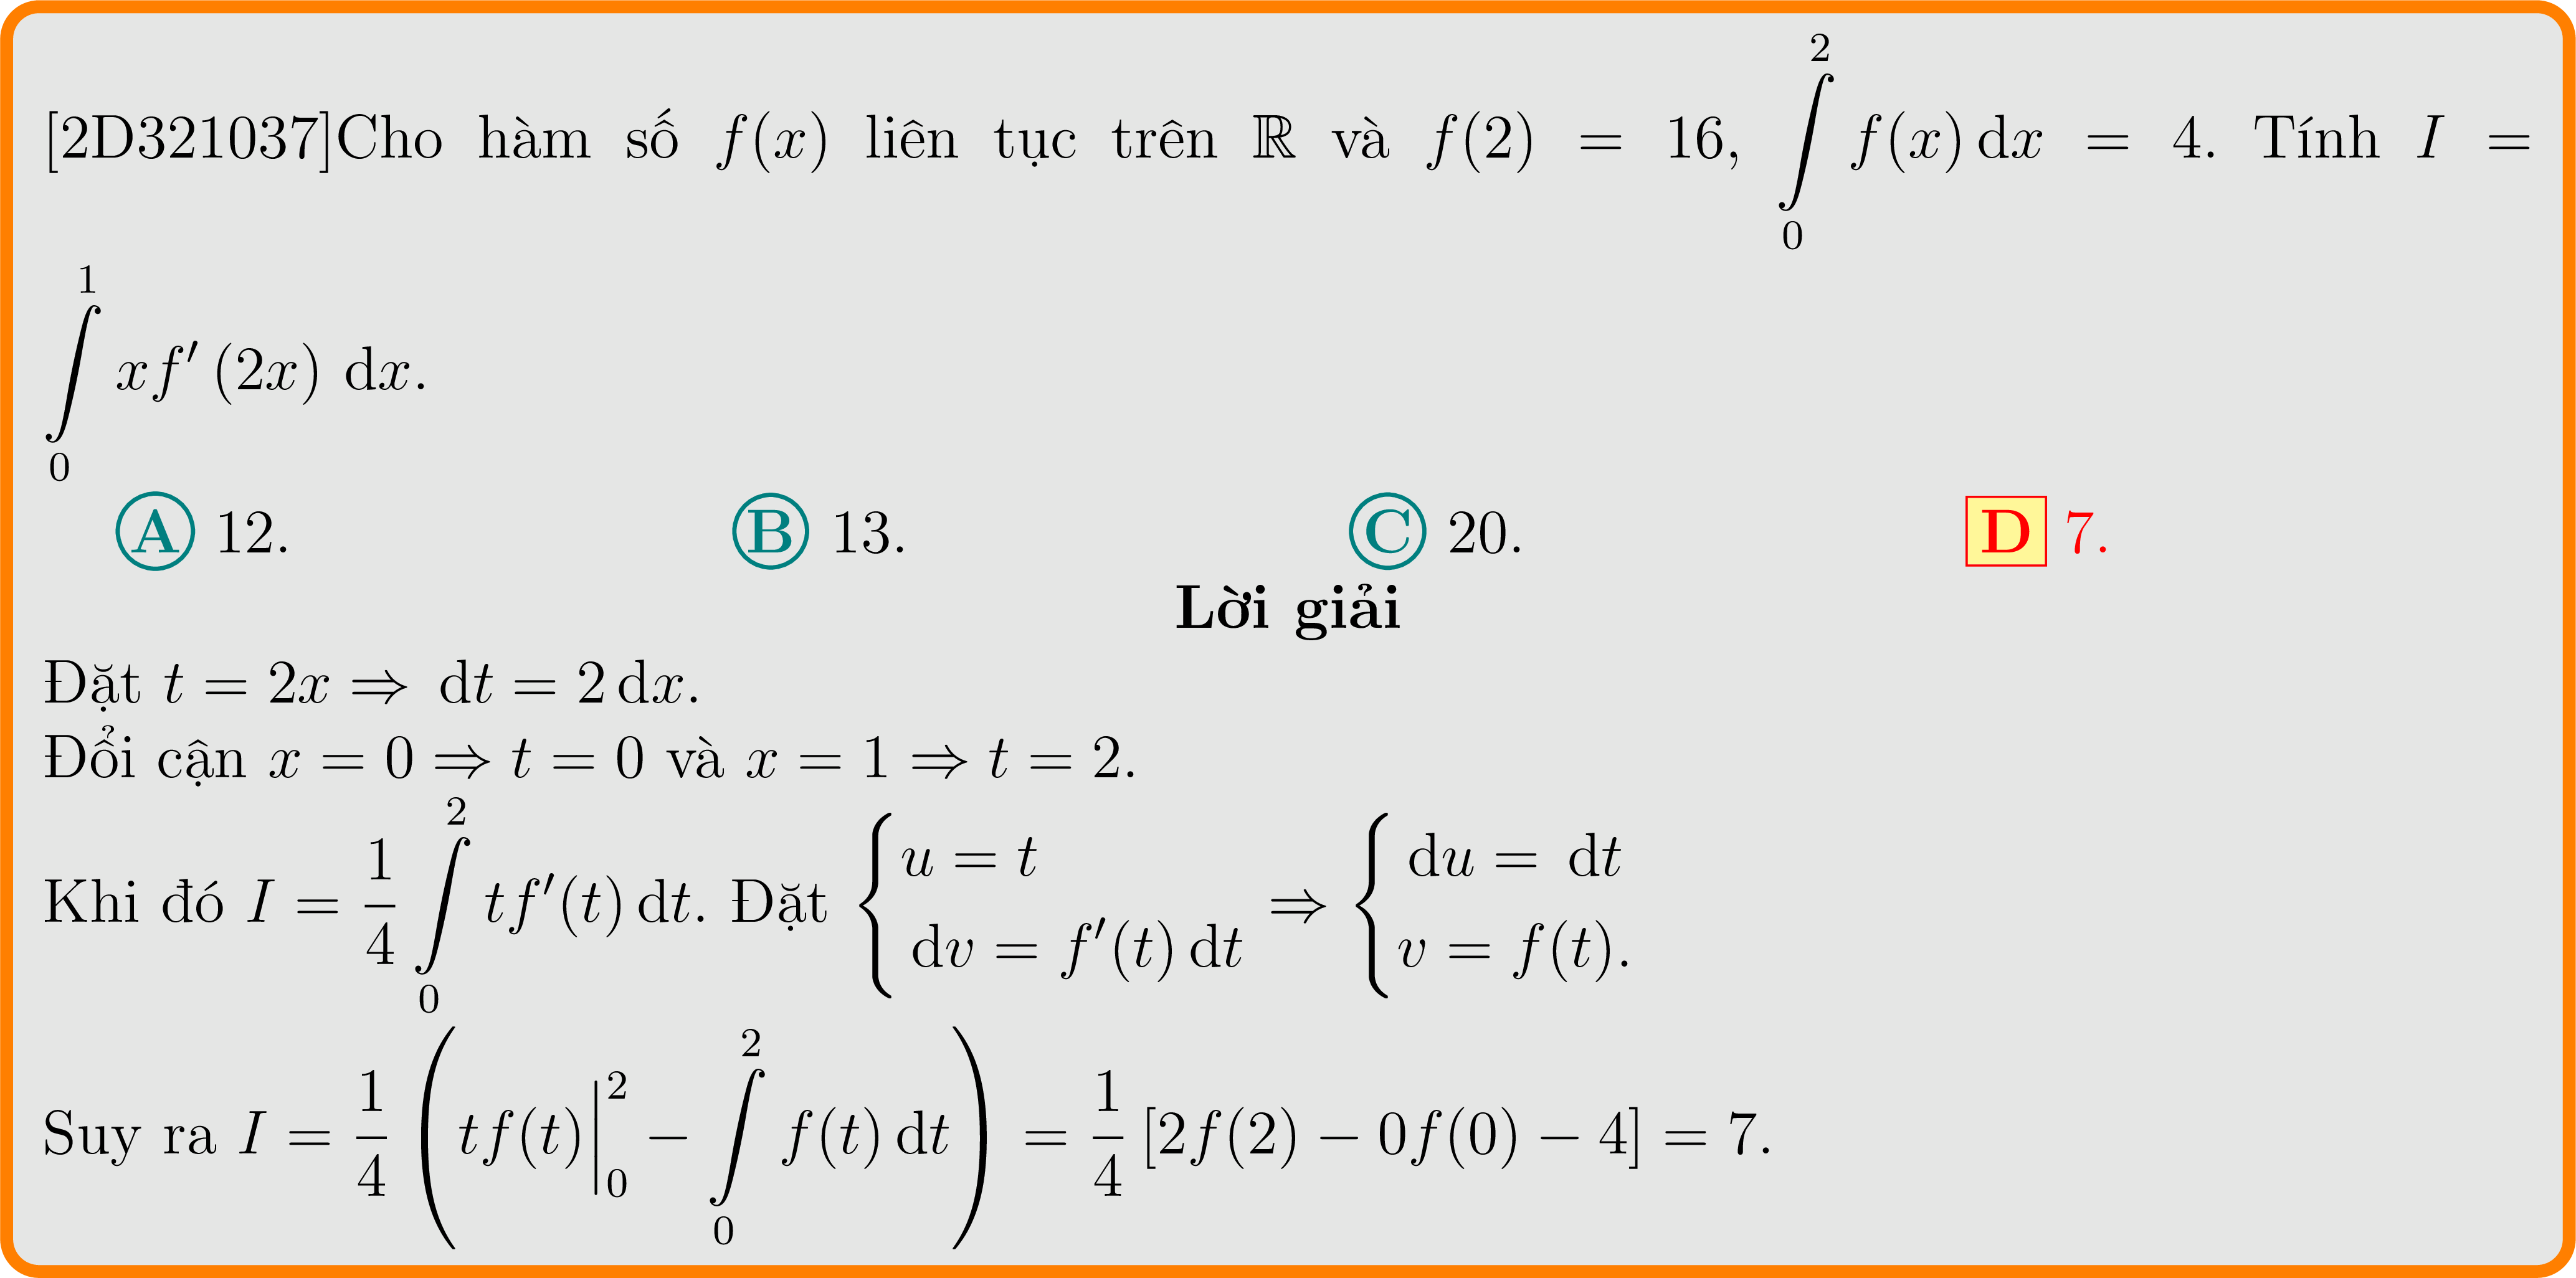 [2D321037]Cho hàm số $f(x)$ liên tục trên $\mathbb{R}$ và $f(2) = 16$, $\int\limits_0^2 f(x)\,\mathrm{d}x = 4$. Tính $I =$
$\int\limits_0^1 xf'(2x)\,\mathrm{d}x$.
A 12. B 13. C 20. D 7.
Lời giải
Đặt $t = 2x \Rightarrow \mathrm{d}t = 2\,\mathrm{d}x$.
Đổi cận $x = 0 \Rightarrow t = 0$ và $x = 1 \Rightarrow t = 2$.
Khi đó $I = \dfrac{1}{4}\int\limits_0^2 tf'(t)\,\mathrm{d}t$. Đặt $\begin{cases} u = t \\ \mathrm{d}v = f'(t)\,\mathrm{d}t \end{cases} \Rightarrow \begin{cases} \mathrm{d}u = \mathrm{d}t \\ v = f(t). \end{cases}$
Suy ra $I = \dfrac{1}{4}\left( tf(t)\Big|_0^2 - \int\limits_0^2 f(t)\,\mathrm{d}t \right) = \dfrac{1}{4}\left[2f(2) - 0f(0) - 4\right] = 7$.